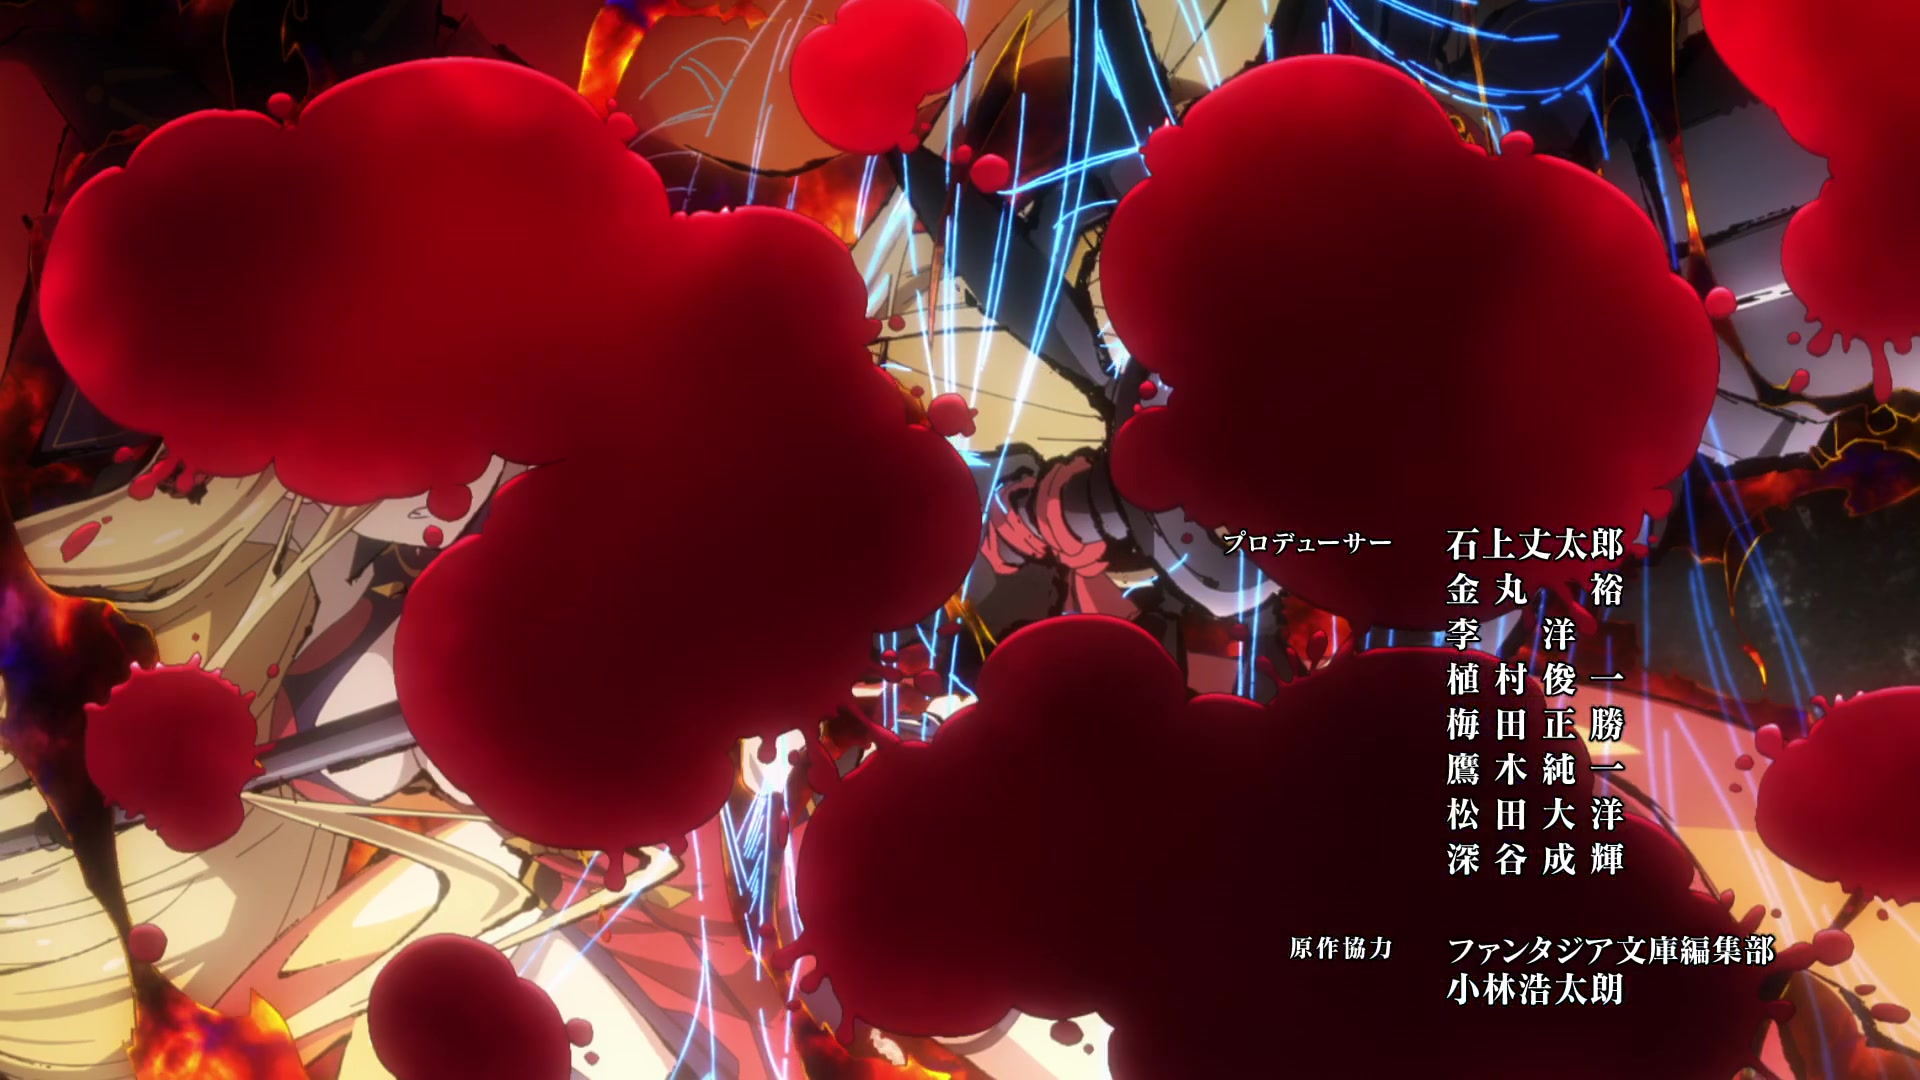 プロデューサー 石上丈太郎
金丸 裕
李 洋
植村俊一
梅田正勝
鷹木純一
松田大洋
深谷成輝
原作協力 ファンタジア文庫編集部
小林浩太朗